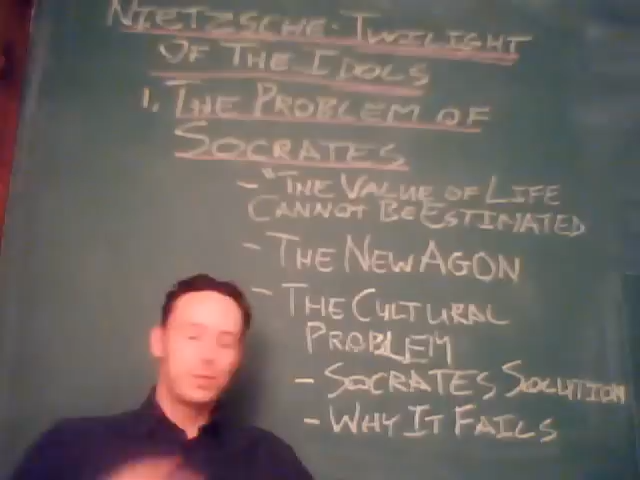 NIETZSCHE- TWILIGHT
OF THE IDOLS
1. THE PROBLEM OF
SOCRATES
- "THE VALUE OF LIFE
CANNOT BE ESTIMATED
- THE NEW AGON
- THE CULTURAL
PROBLEM
- SOCRATES SOLUTION
- WHY IT FAILS